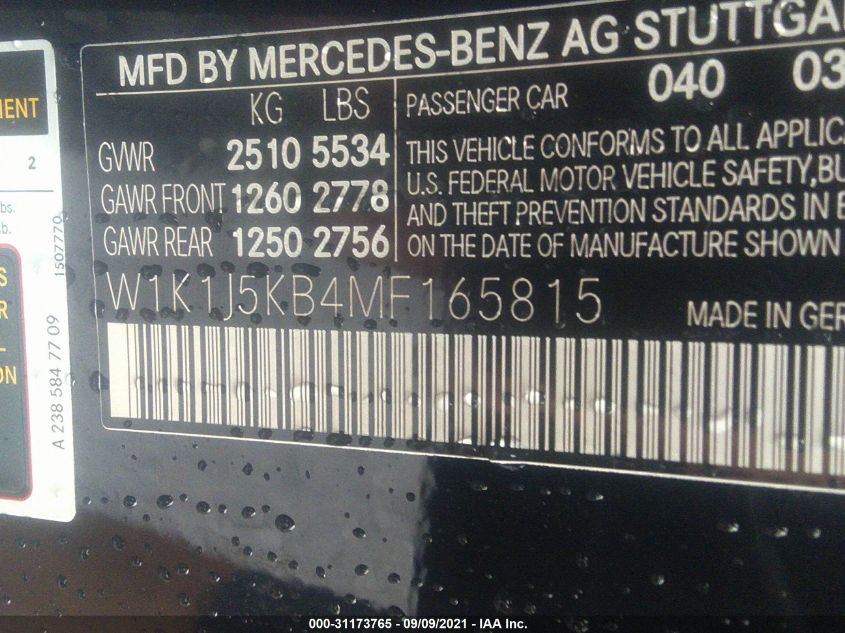 MFD BY MERCEDES-BENZ AG STUTTGA
KG LBS
GVWR 2510 5534
GAWR FRONT 1260 2778
GAWR REAR 1250 2756
PASSENGER CAR 040 03
THIS VEHICLE CONFORMS TO ALL APPLIC
U.S. FEDERAL MOTOR VEHICLE SAFETY, BU
AND THEFT PREVENTION STANDARDS IN E
ON THE DATE OF MANUFACTURE SHOWN
W1K1J5KB4MF165815
MADE IN GER
MENT
2
bs.
b.
S
R
ON
1507770
A 238 584 77 09
000-31173765 - 09/09/2021 - IAA Inc.